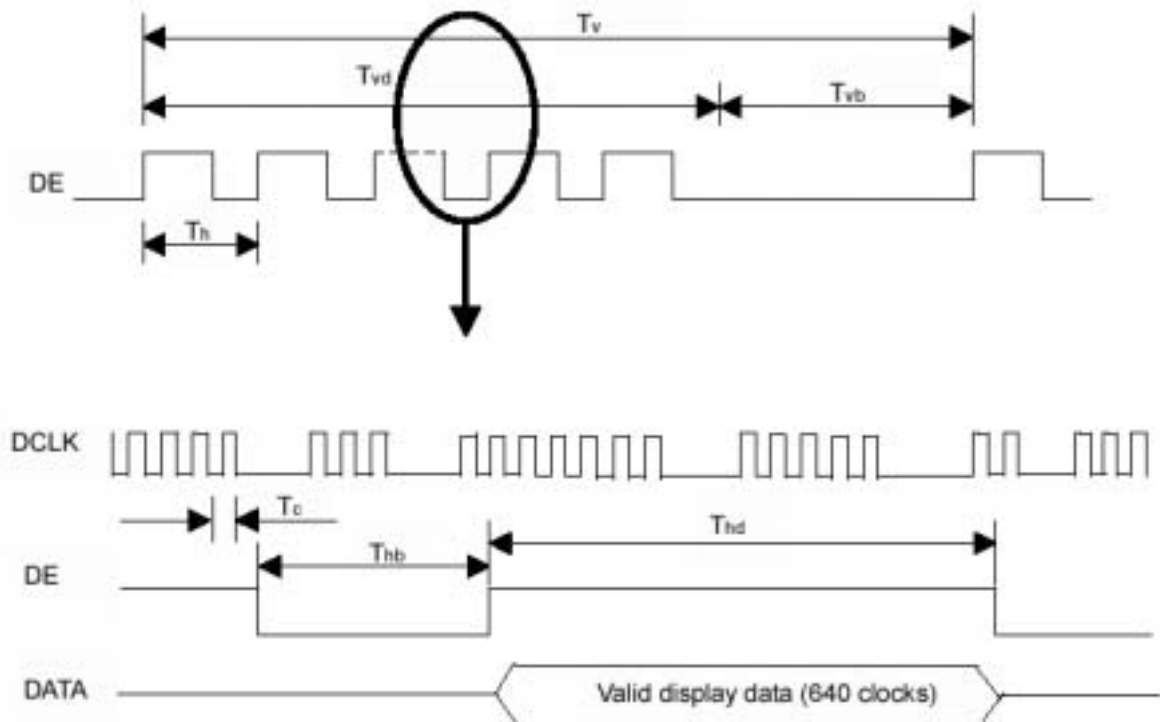 Tv
Tvd
Tvb
DE
Th
DCLK
Tc
Thd
Thb
DE
DATA
Valid display data (640 clocks)